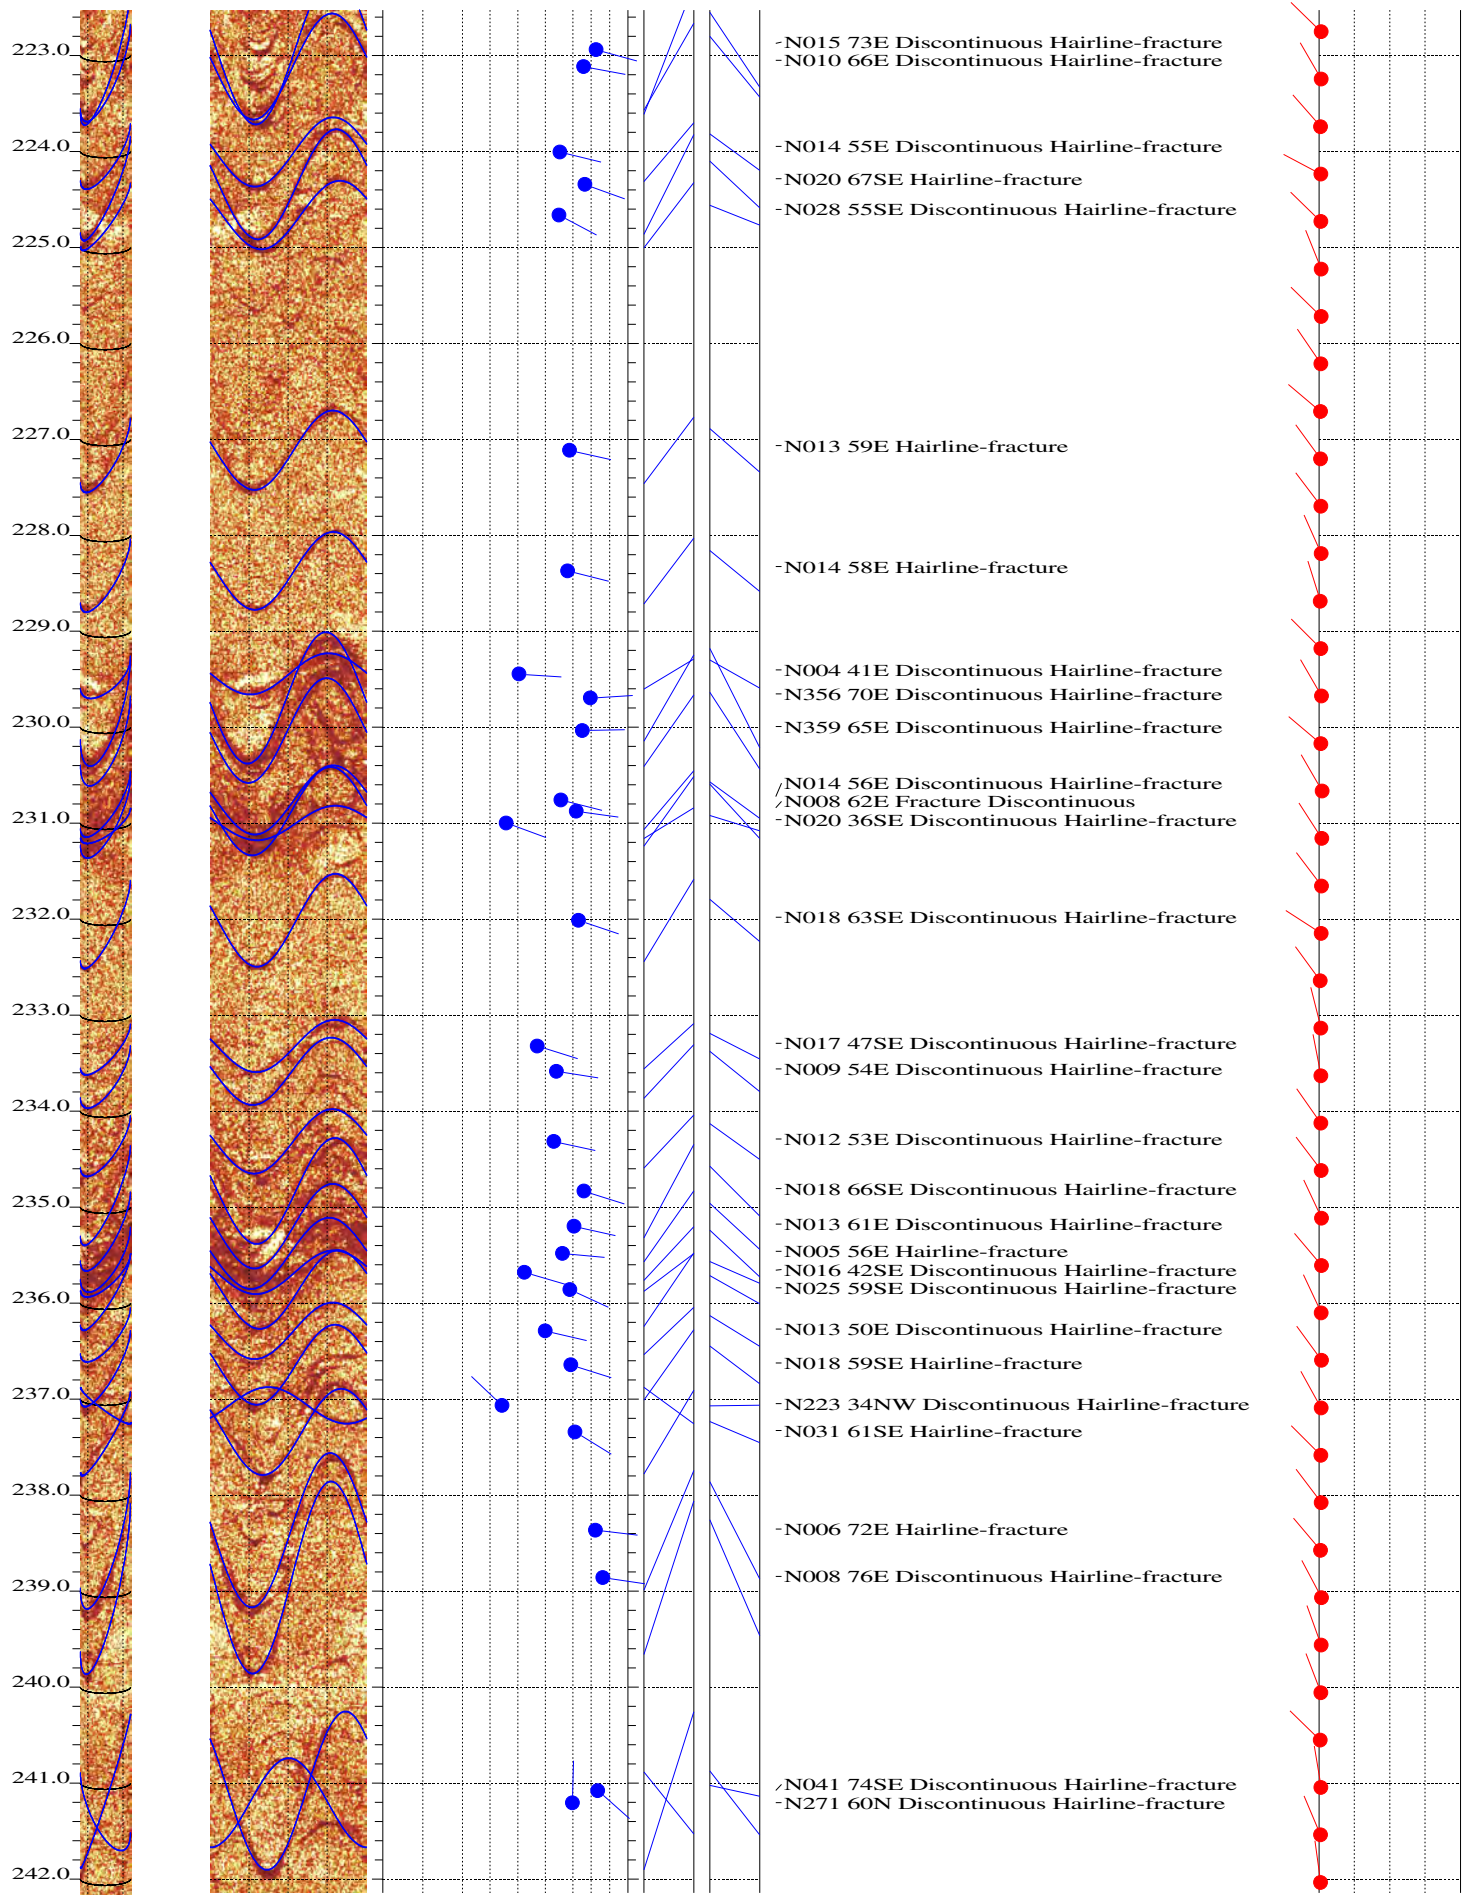 223.0
-N015 73E Discontinuous Hairline-fracture
-N010 66E Discontinuous Hairline-fracture
224.0
-N014 55E Discontinuous Hairline-fracture
-N020 67SE Hairline-fracture
-N028 55SE Discontinuous Hairline-fracture
225.0
226.0
227.0
-N013 59E Hairline-fracture
228.0
-N014 58E Hairline-fracture
229.0
-N004 41E Discontinuous Hairline-fracture
-N356 70E Discontinuous Hairline-fracture
230.0
-N359 65E Discontinuous Hairline-fracture
N014 56E Discontinuous Hairline-fracture
N008 62E Fracture Discontinuous
231.0
-N020 36SE Discontinuous Hairline-fracture
232.0
-N018 63SE Discontinuous Hairline-fracture
233.0
-N017 47SE Discontinuous Hairline-fracture
-N009 54E Discontinuous Hairline-fracture
234.0
-N012 53E Discontinuous Hairline-fracture
-N018 66SE Discontinuous Hairline-fracture
235.0
-N013 61E Discontinuous Hairline-fracture
-N005 56E Hairline-fracture
-N016 42SE Discontinuous Hairline-fracture
-N025 59SE Discontinuous Hairline-fracture
236.0
-N013 50E Discontinuous Hairline-fracture
-N018 59SE Hairline-fracture
237.0
-N223 34NW Discontinuous Hairline-fracture
-N031 61SE Hairline-fracture
238.0
-N006 72E Hairline-fracture
239.0
-N008 76E Discontinuous Hairline-fracture
240.0
241.0
N041 74SE Discontinuous Hairline-fracture
-N271 60N Discontinuous Hairline-fracture
242.0